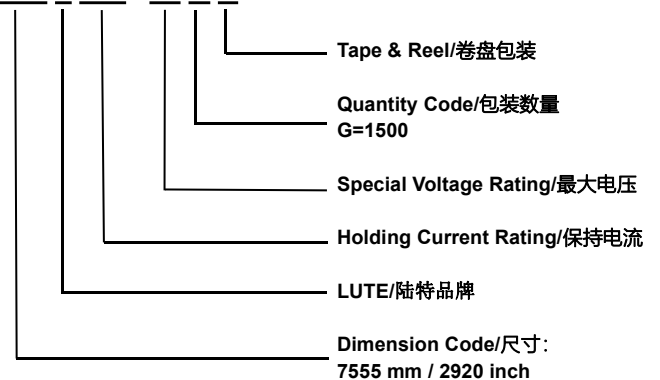 Tape & Reel/卷盘包装
Quantity Code/包装数量
G=1500
Special Voltage Rating/最大电压
Holding Current Rating/保持电流
LUTE/陆特品牌
Dimension Code/尺寸：
7555 mm / 2920 inch